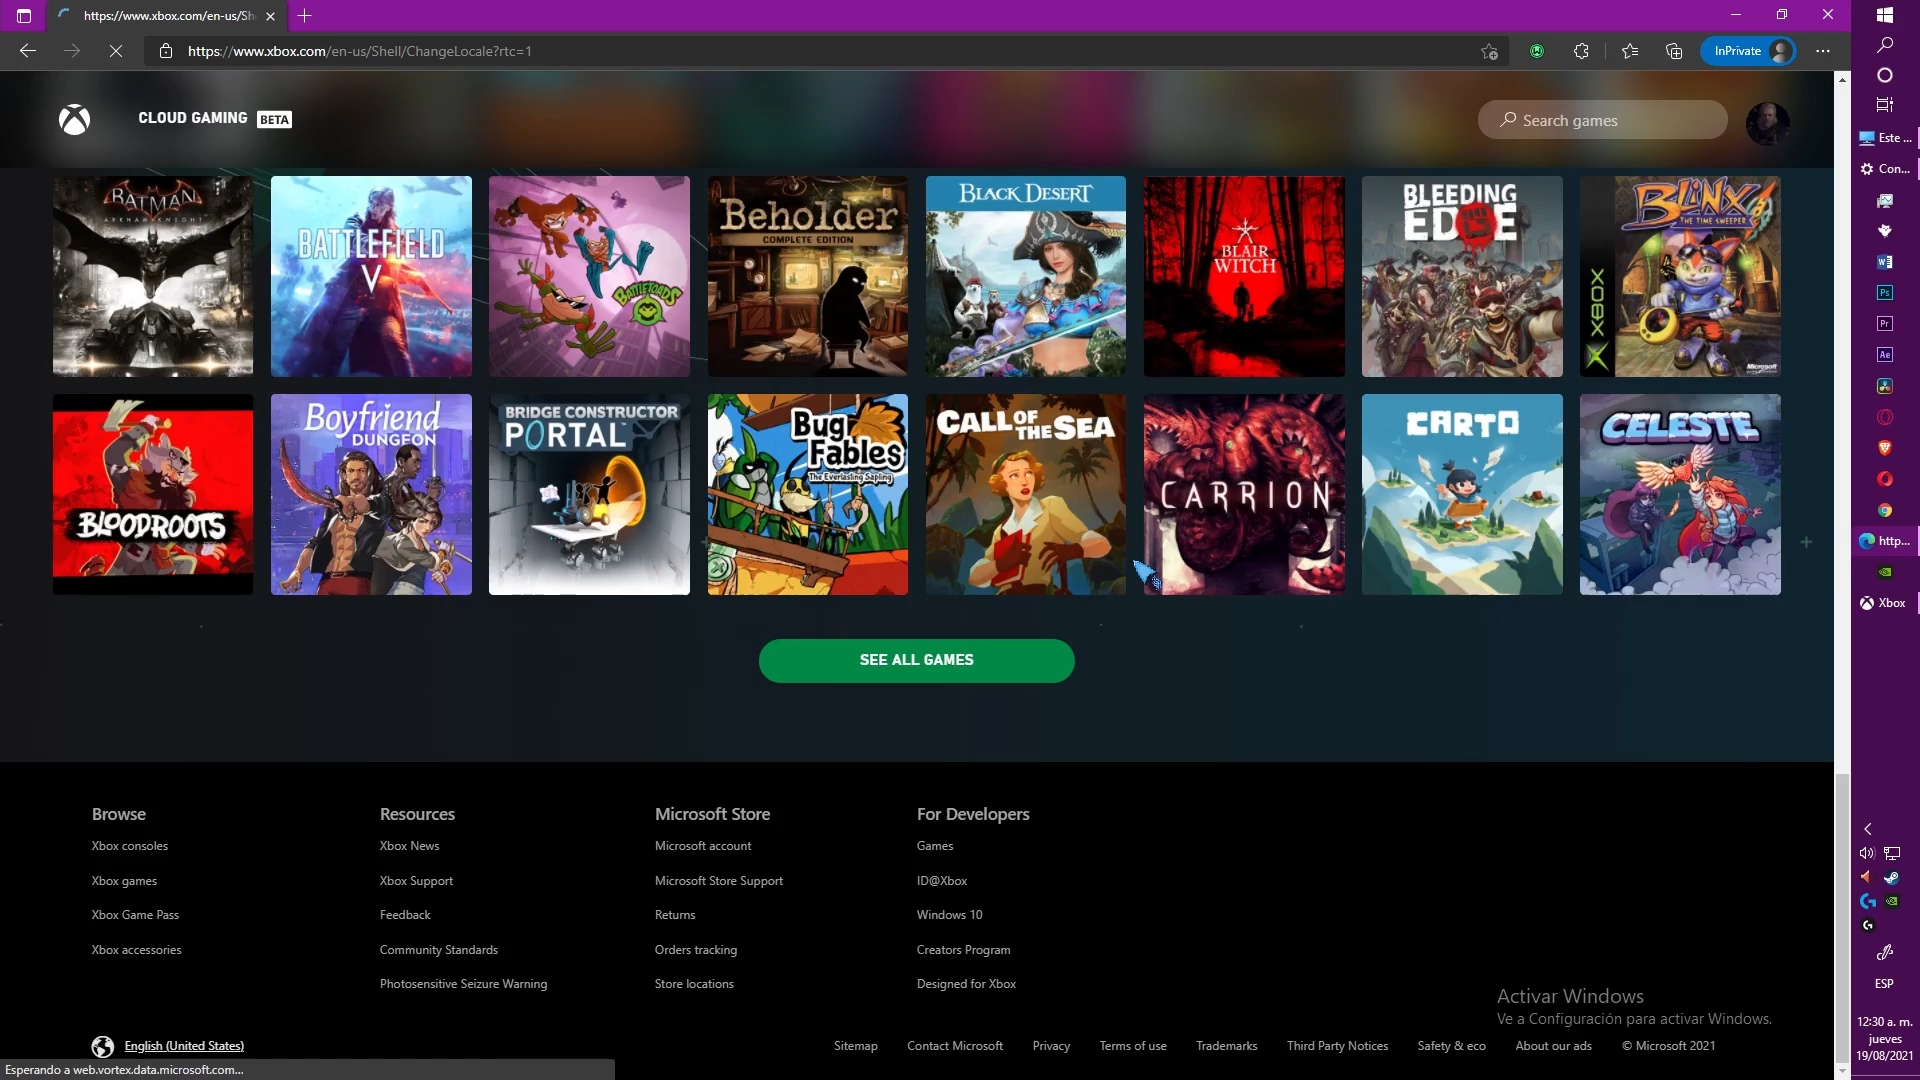 https://www.xbox.com/en-us/Sh
https://www.xbox.com/en-us/Shell/ChangeLocale?rtc=1
InPrivate
CLOUD GAMING BETA
Search games
BATMAN
ARKHAM KNIGHT
BATTLEFIELD
V
BATTLETOADS
Beholder
COMPLETE EDITION
BLACK DESERT
BLAIR
WITCH
BLEEDING
EDGE
BLiNX
THE TIME SWEEPER
XBOX
Microsoft
BLOODROOTS
Boyfriend
DUNGEON
BRIDGE CONSTRUCTOR
PORTAL
Bug
Fables
The Everlasting Sapling
CALL OF THE SEA
CARRION
CARTO
CELESTE
SEE ALL GAMES
Browse
Xbox consoles
Xbox games
Xbox Game Pass
Xbox accessories
Resources
Xbox News
Xbox Support
Feedback
Community Standards
Photosensitive Seizure Warning
Microsoft Store
Microsoft account
Microsoft Store Support
Returns
Orders tracking
Store locations
For Developers
Games
ID@Xbox
Windows 10
Creators Program
Designed for Xbox
Activar Windows
Ve a Configuración para activar Windows.
English (United States)
Sitemap
Contact Microsoft
Privacy
Terms of use
Trademarks
Third Party Notices
Safety & eco
About our ads
© Microsoft 2021
Esperando a web.vortex.data.microsoft.com...
Este ...
Con...
W
Ps
Pr
Ae
http...
Xbox
ESP
12:30 a. m.
jueves
19/08/2021